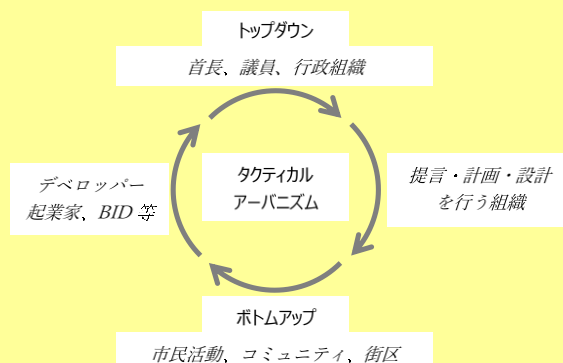 トップダウン
首長、議員、行政組織
デベロッパー
起業家、BID 等
タクティカル
アーバニズム
提言・計画・設計
を行う組織
ボトムアップ
市民活動、コミュニティ、街区